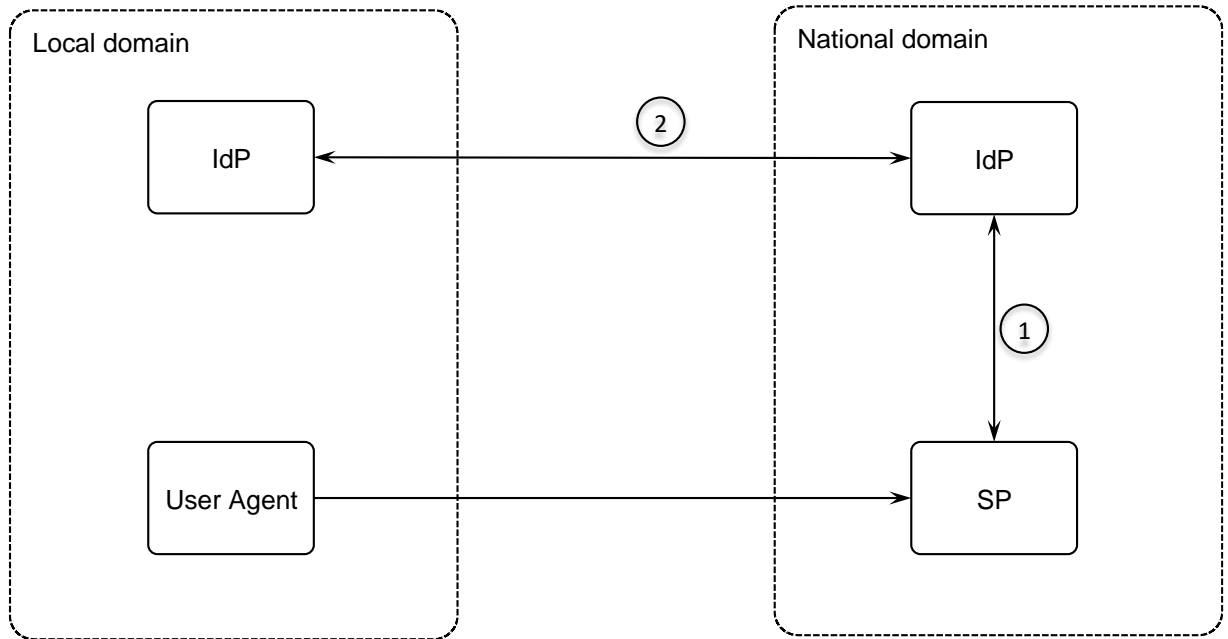 Local domain
National domain
IdP
2
IdP
1
User Agent
SP